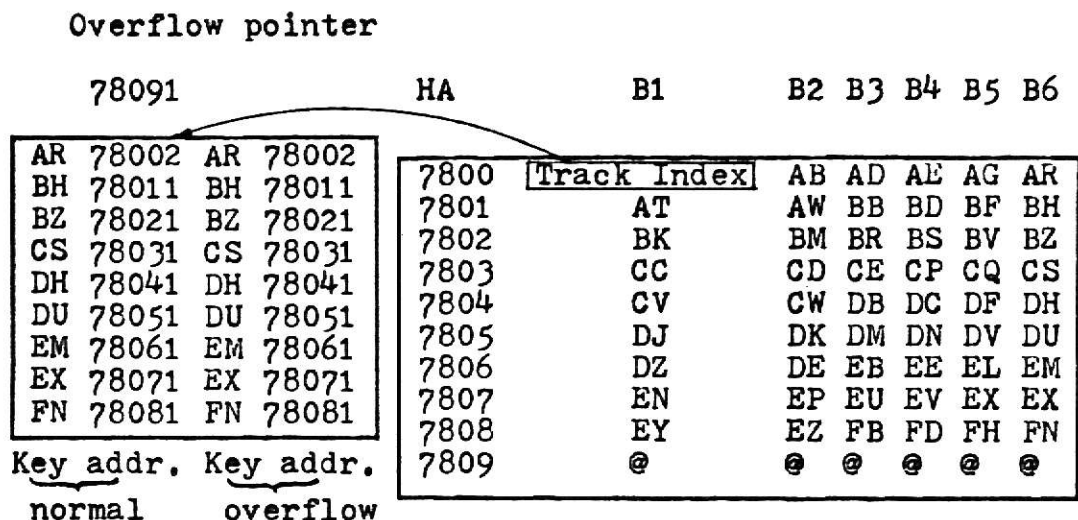 Overflow pointer
78091
HA B1 B2 B3 B4 B5 B6
AR 78002 AR 78002
BH 78011 BH 78011
BZ 78021 BZ 78021
CS 78031 CS 78031
DH 78041 DH 78041
DU 78051 DU 78051
EM 78061 EM 78061
EX 78071 EX 78071
FN 78081 FN 78081
Key addr. Key addr.
normal overflow
7800 Track Index AB AD AE AG AR
7801 AT AW BB BD BF BH
7802 BK BM BR BS BV BZ
7803 CC CD CE CP CQ CS
7804 CV CW DB DC DF DH
7805 DJ DK DM DN DV DU
7806 DZ DE EB EE EL EM
7807 EN EP EU EV EX EX
7808 EY EZ FB FD FH FN
7809 @ @ @ @ @ @